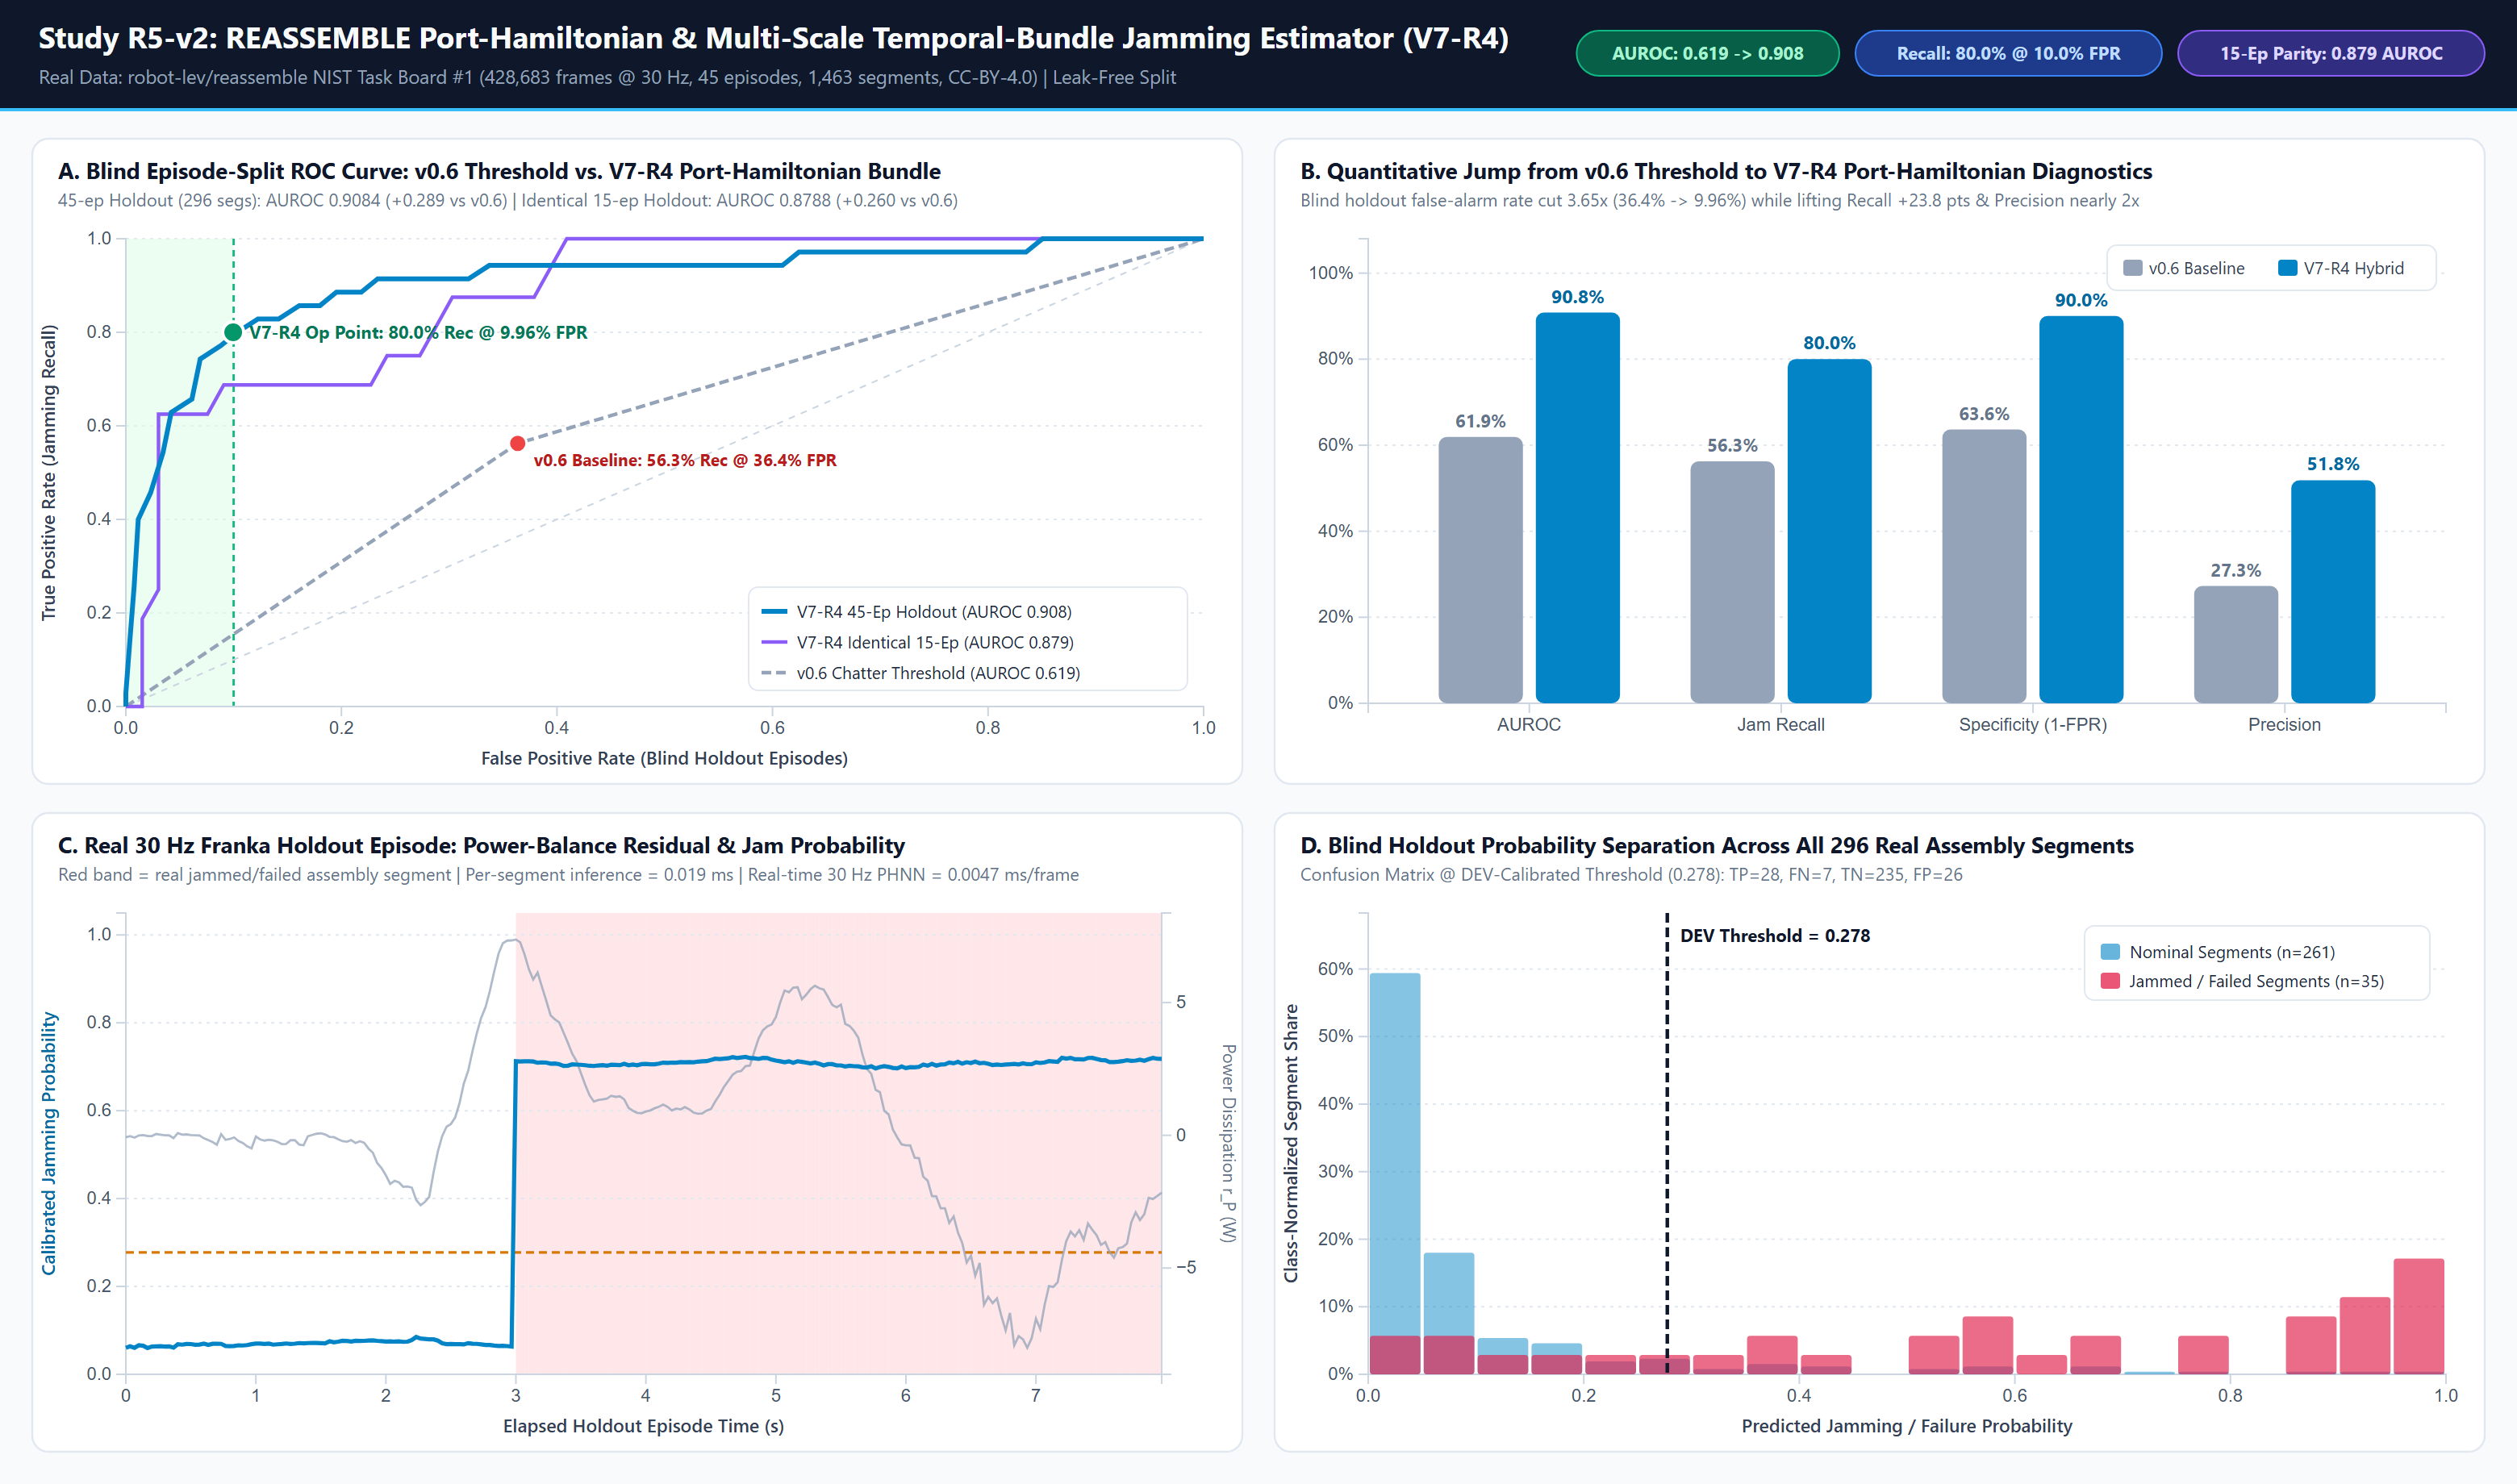 Study R5-v2: REASSEMBLE Port-Hamiltonian & Multi-Scale Temporal-Bundle Jamming Estimator (V7-R4)
Real Data: robot-lev/reassemble NIST Task Board #1 (428,683 frames @ 30 Hz, 45 episodes, 1,463 segments, CC-BY-4.0) | Leak-Free Split
AUROC: 0.619 -> 0.908
Recall: 80.0% @ 10.0% FPR
15-Ep Parity: 0.879 AUROC
A. Blind Episode-Split ROC Curve: v0.6 Threshold vs. V7-R4 Port-Hamiltonian Bundle
45-ep Holdout (296 segs): AUROC 0.9084 (+0.289 vs v0.6) | Identical 15-ep Holdout: AUROC 0.8788 (+0.260 vs v0.6)
True Positive Rate (Jamming Recall)
1.0
0.8
0.6
0.4
0.2
0.0
V7-R4 Op Point: 80.0% Rec @ 9.96% FPR
v0.6 Baseline: 56.3% Rec @ 36.4% FPR
V7-R4 45-Ep Holdout (AUROC 0.908)
V7-R4 Identical 15-Ep (AUROC 0.879)
v0.6 Chatter Threshold (AUROC 0.619)
0.0 0.2 0.4 0.6 0.8 1.0
False Positive Rate (Blind Holdout Episodes)
B. Quantitative Jump from v0.6 Threshold to V7-R4 Port-Hamiltonian Diagnostics
Blind holdout false-alarm rate cut 3.65x (36.4% -> 9.96%) while lifting Recall +23.8 pts & Precision nearly 2x
v0.6 Baseline
V7-R4 Hybrid
100%
80%
60%
40%
20%
0%
61.9%
90.8%
56.3%
80.0%
63.6%
90.0%
27.3%
51.8%
AUROC
Jam Recall
Specificity (1-FPR)
Precision
C. Real 30 Hz Franka Holdout Episode: Power-Balance Residual & Jam Probability
Red band = real jammed/failed assembly segment | Per-segment inference = 0.019 ms | Real-time 30 Hz PHNN = 0.0047 ms/frame
Calibrated Jamming Probability
1.0
0.8
0.6
0.4
0.2
0.0
5
0
−5
Power Dissipation r_P (W)
0 1 2 3 4 5 6 7
Elapsed Holdout Episode Time (s)
D. Blind Holdout Probability Separation Across All 296 Real Assembly Segments
Confusion Matrix @ DEV-Calibrated Threshold (0.278): TP=28, FN=7, TN=235, FP=26
DEV Threshold = 0.278
Nominal Segments (n=261)
Jammed / Failed Segments (n=35)
Class-Normalized Segment Share
60%
50%
40%
30%
20%
10%
0%
0.0 0.2 0.4 0.6 0.8 1.0
Predicted Jamming / Failure Probability